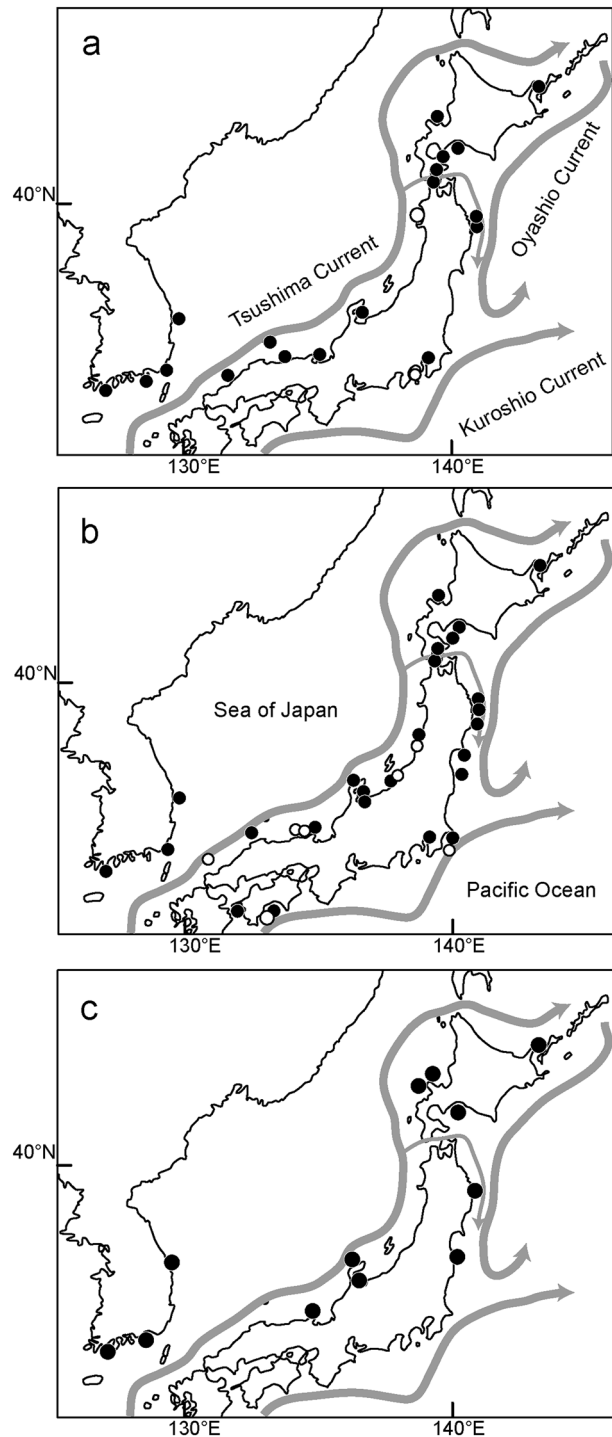 a
40°N
Tsushima Current
Oyashio Current
Kuroshio Current
130°E
140°E
b
40°N
Sea of Japan
Pacific Ocean
130°E
140°E
c
40°N
130°E
140°E